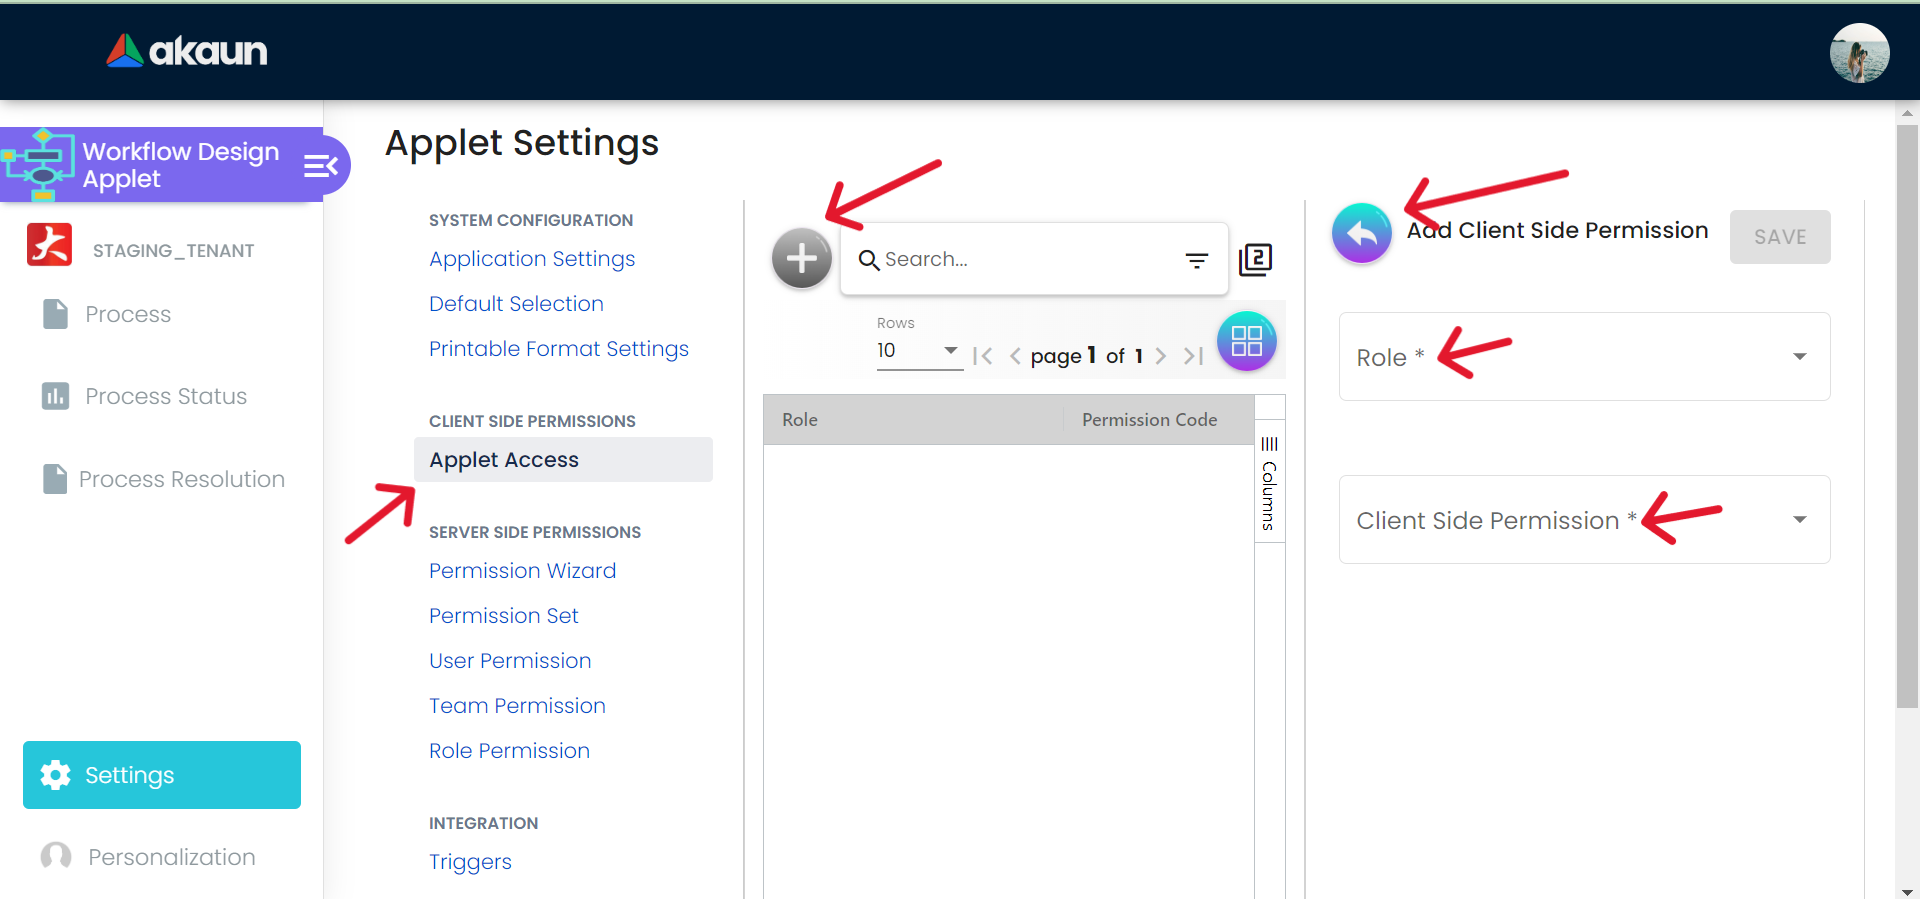 akaun
Workflow Design
Applet
STAGING_TENANT
Process
Process Status
Process Resolution
Settings
Personalization
Applet Settings
SYSTEM CONFIGURATION
Application Settings
Default Selection
Printable Format Settings
CLIENT SIDE PERMISSIONS
Applet Access
SERVER SIDE PERMISSIONS
Permission Wizard
Permission Set
User Permission
Team Permission
Role Permission
INTEGRATION
Triggers
Search...
2
Rows
10
page 1 of 1
Role Permission Code
Columns
Add Client Side Permission
SAVE
Role *
Client Side Permission *